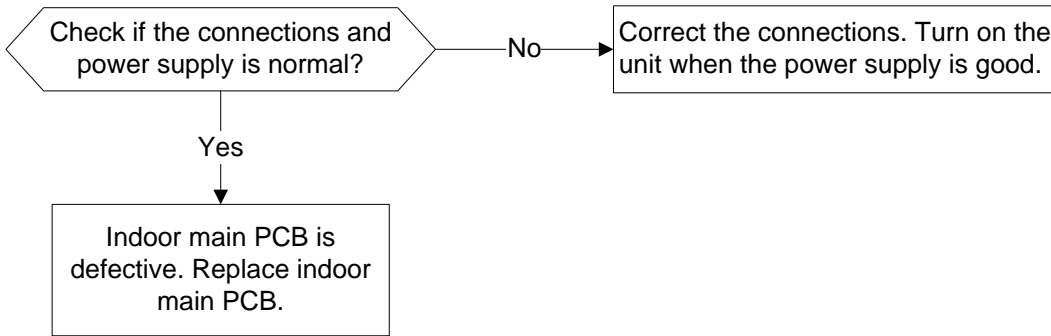 Check if the connections and
power supply is normal?
No
Correct the connections. Turn on the
unit when the power supply is good.
Yes
Indoor main PCB is
defective. Replace indoor
main PCB.